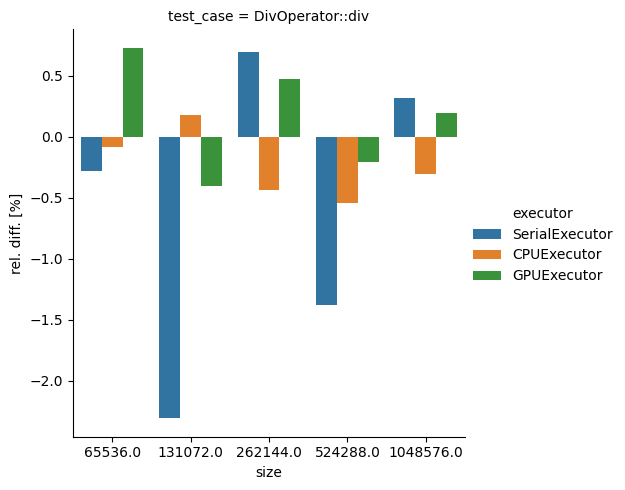 test_case = DivOperator::div
rel. diff. [%]
0.5
0.0
−0.5
−1.0
−1.5
−2.0
65536.0 131072.0 262144.0 524288.0 1048576.0
size
executor
SerialExecutor
CPUExecutor
GPUExecutor